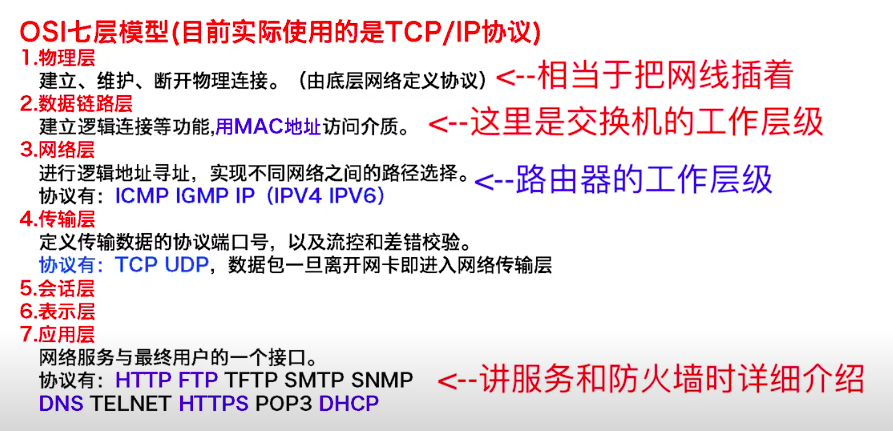 OSI七层模型(目前实际使用的是TCP/IP协议)
1.物理层
建立、维护、断开物理连接。（由底层网络定义协议）<--相当于把网线插着
2.数据链路层
建立逻辑连接等功能,用MAC地址访问介质。 <--这里是交换机的工作层级
3.网络层
进行逻辑地址寻址，实现不同网络之间的路径选择。
<--路由器的工作层级
协议有：ICMP IGMP IP（IPV4 IPV6）
4.传输层
定义传输数据的协议端口号，以及流控和差错校验。
协议有：TCP UDP，数据包一旦离开网卡即进入网络传输层
5.会话层
6.表示层
7.应用层
网络服务与最终用户的一个接口。
协议有：HTTP FTP TFTP SMTP SNMP <--讲服务和防火墙时详细介绍
DNS TELNET HTTPS POP3 DHCP